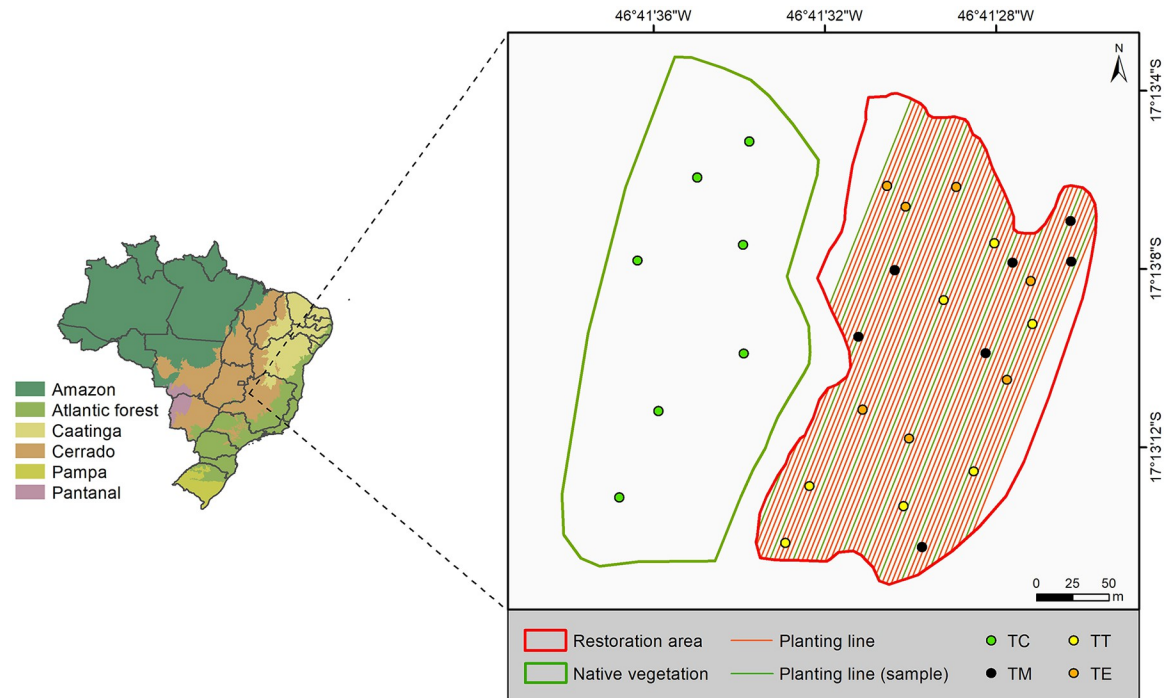 46°41'36"W 46°41'32"W 46°41'28"W
N
17°13'4"S
17°13'8"S
17°13'12"S
Amazon
Atlantic forest
Caatinga
Cerrado
Pampa
Pantanal
0 25 50
m
Restoration area Planting line TC TT
Native vegetation Planting line (sample) TM TE